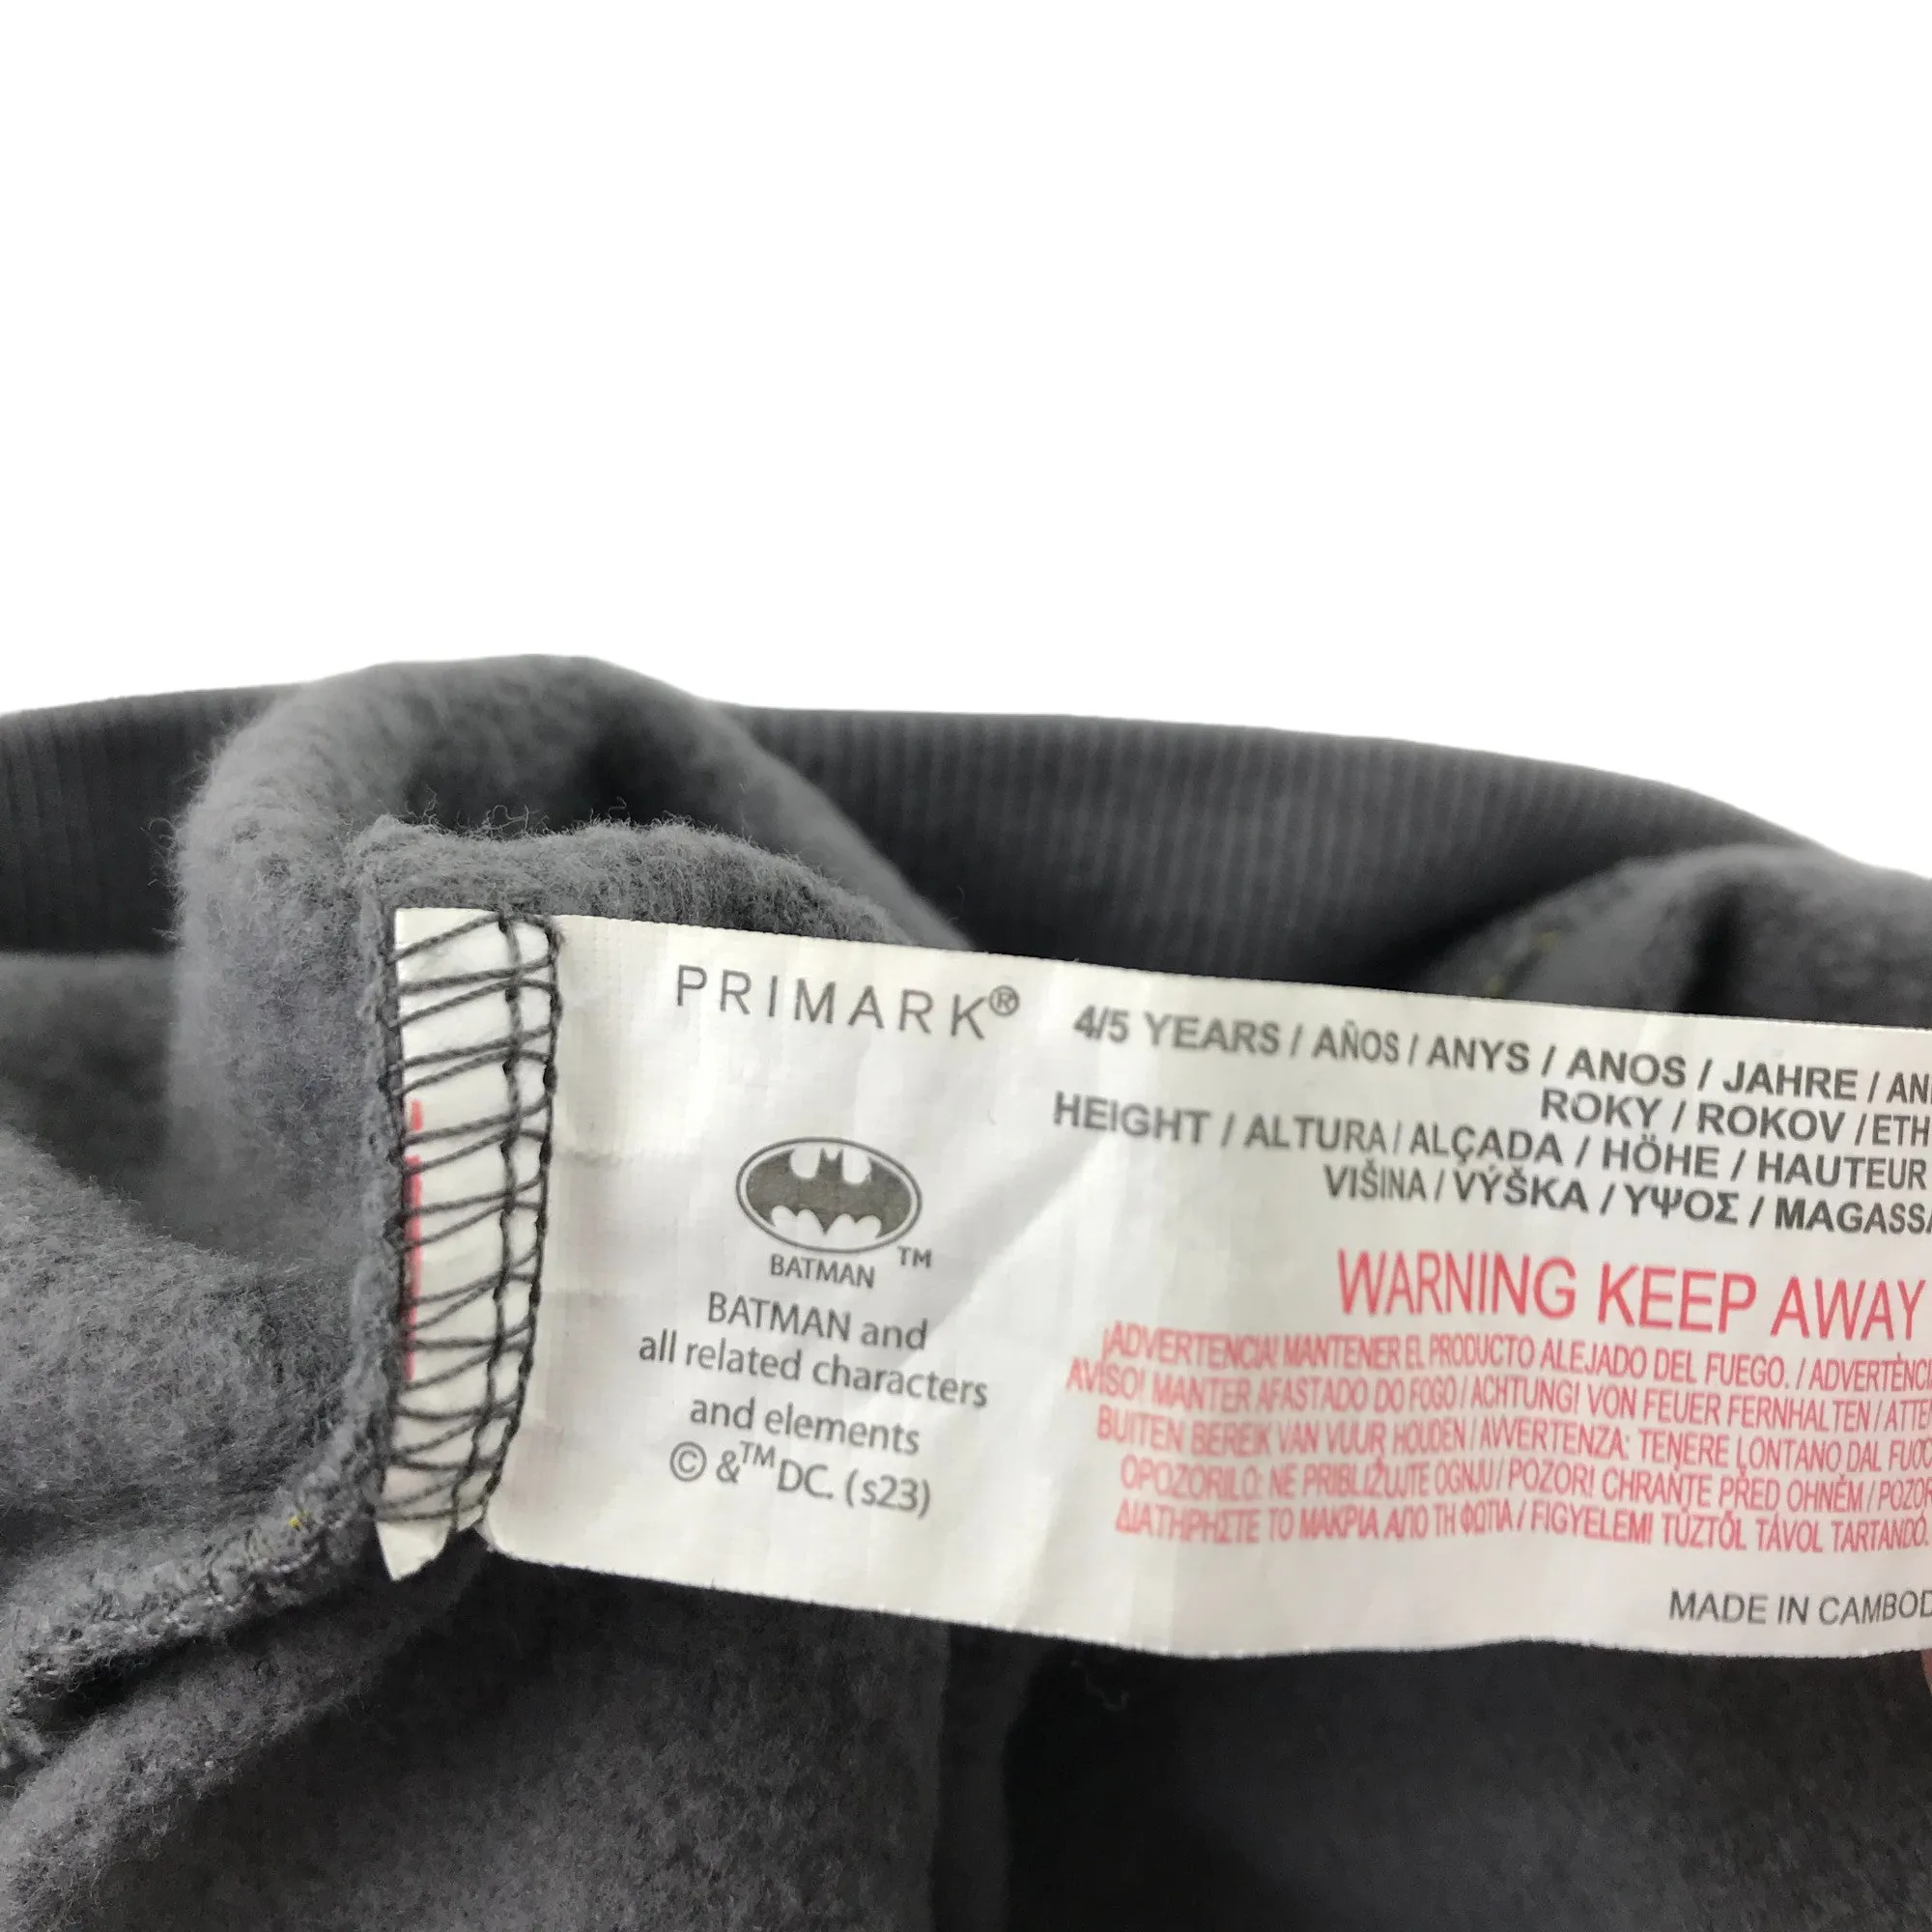 PRIMARK®
BATMAN ™
BATMAN and
all related characters
and elements
© &™ DC. (s23)
4/5 YEARS / AÑOS / ANYS / ANOS / JAHRE /
ROKY / ROKOV /
HEIGHT / ALTURA / ALÇADA / HÖHE / HAUTEUR
VIŠINA / VÝŠKA / ΥΨΟΣ /
WARNING KEEP AWAY
¡ADVERTENCIA! MANTENER EL PRODUCTO ALEJADO DEL FUEGO. /
AVISO! MANTER AFASTADO DO FOGO / ACHTUNG! VON FEUER FERNHALTEN /
BUITEN BEREIK VAN VUUR HOUDEN / AVVERTENZA: TENERE LONTANO DAL
OPOZORILO: NE PRIBLIŽUJTE OGNJU / POZOR! CHRAŇTE PŘED OHNĚM /
ΔΙΑΤΗΡΗΣΤΕ ΤΟ ΜΑΚΡΙΑ ΑΠΟ ΤΗ ΦΩΤΙΑ / FIGYELEM! TŰZTŐL TÁVOL TARTANDÓ.
MADE IN